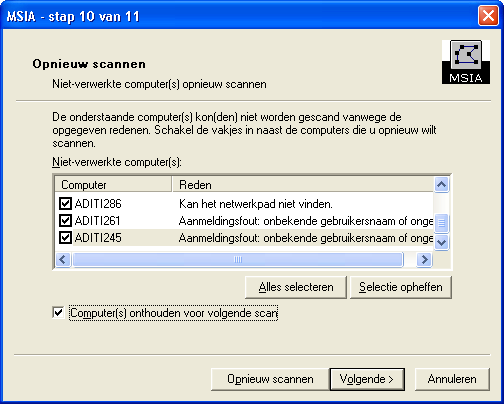 MSIA - stap 10 van 11
Opnieuw scannen
Niet-verwerkte computer(s) opnieuw scannen
MSIA
De onderstaande computer(s) kon(den) niet worden gescand vanwege de
opgegeven redenen. Schakel de vakjes in naast de computers die u opnieuw wilt
scannen.
Niet-verwerkte computer(s):
Computer Reden
ADITI286 Kan het netwerkpad niet vinden.
ADITI261 Aanmeldingsfout: onbekende gebruikersnaam of onge
ADITI245 Aanmeldingsfout: onbekende gebruikersnaam of onge
Alles selecteren Selectie opheffen
Computer(s) onthouden voor volgende scan
Opnieuw scannen Volgende > Annuleren